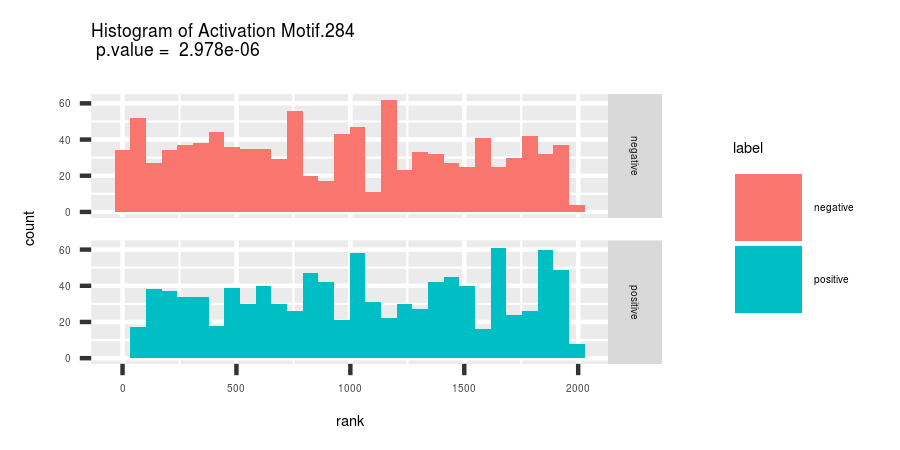 Histogram of Activation Motif.284
p.value = 2.978e-06
count
60
40
20
0
negative
60
40
20
0
positive
0 500 1000 1500 2000
rank
label
negative
positive